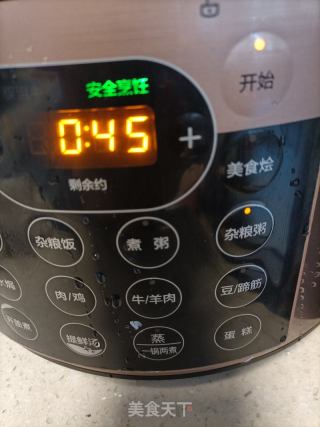 安全烹饪
开始
0:45
+
剩余约
美食烩
杂粮饭
煮粥
杂粮粥
肉/鸡
牛/羊肉
豆/蹄筋
蒸
一锅两煮
蛋糕
美食天下